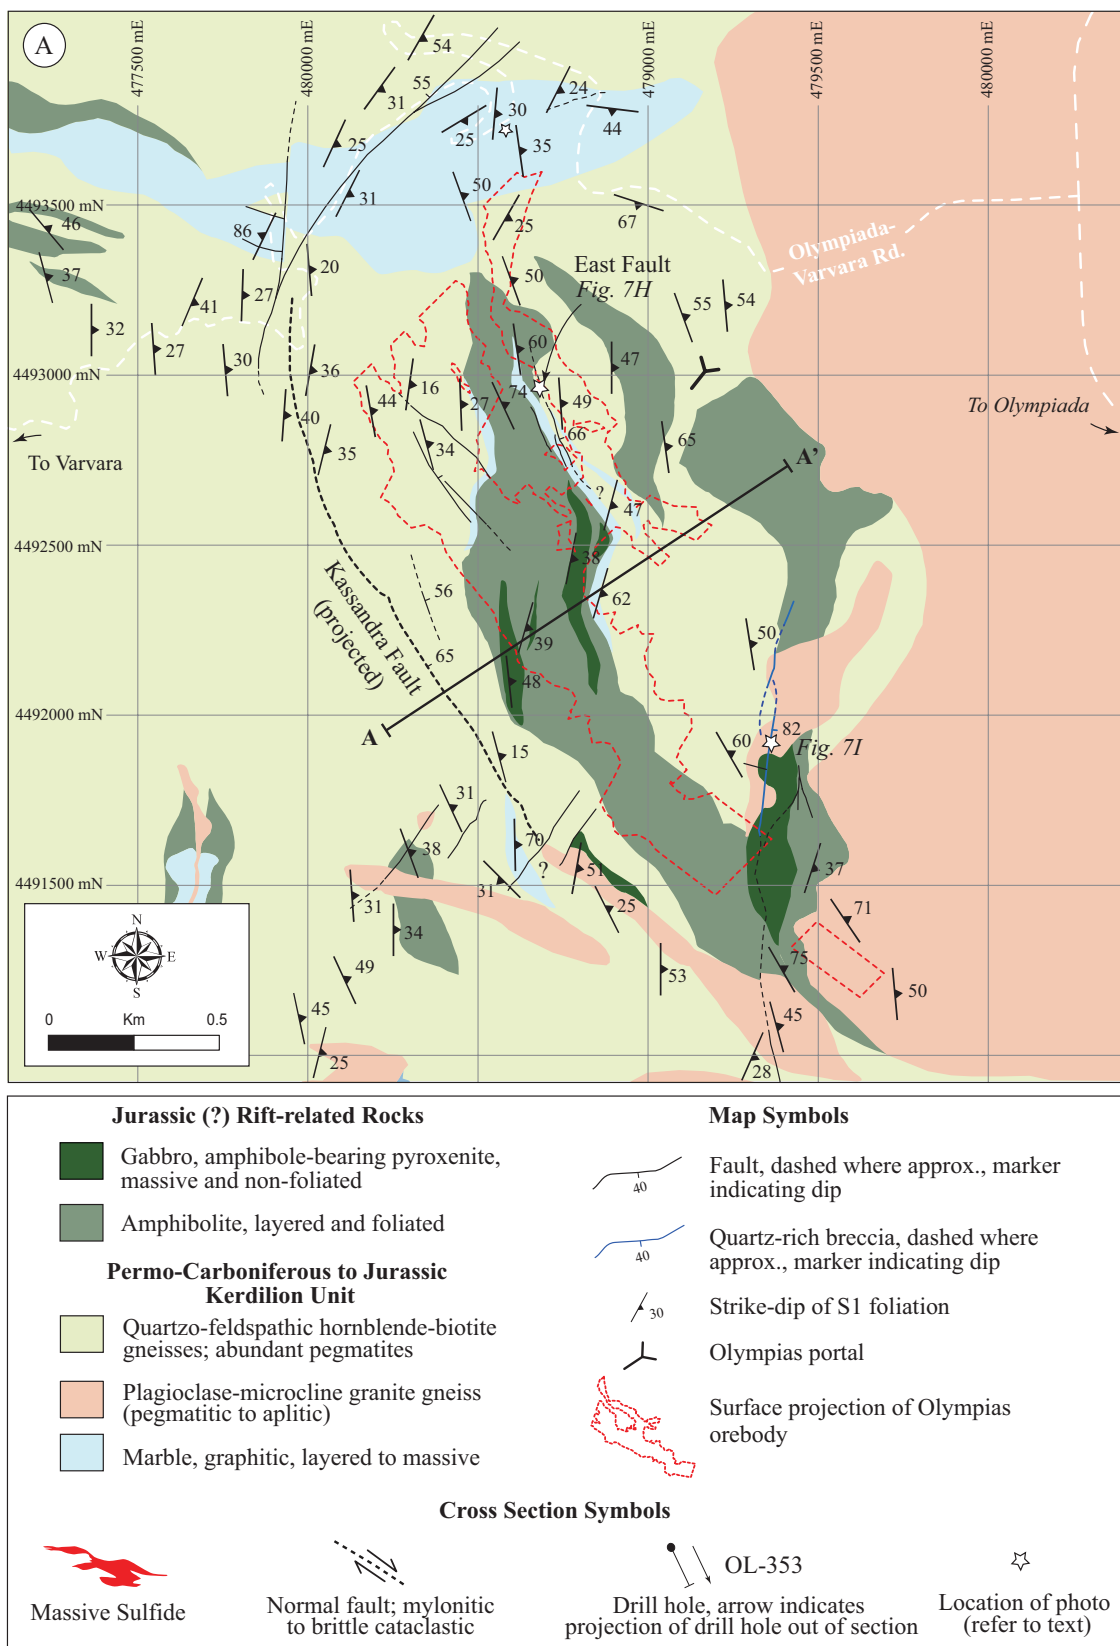 A
477500 mE
480000 mE
479000 mE
479500 mE
480000 mE
54
55
31
24
30
25
44
25
35
31
50
4493500 mN
46
86
25
67
Olympiada-
Varvara Rd.
East Fault
Fig. 7H
37
20
50
27
41
55
54
32
27
30
36
60
47
4493000 mN
16
74
44
27
49
To Olympiada
40
66
65
35
34
To Varvara
A'
?
47
4492500 mN
38
Kassandra Fault
(projected)
56
62
50
39
65
48
4492000 mN
A
82
60
Fig. 7I
15
31
70
38
?
51
37
31
4491500 mN
31
25
71
34
75
49
53
50
45
45
25
28
N
W
E
S
0
Km
0.5
Jurassic (?) Rift-related Rocks
Gabbro, amphibole-bearing pyroxenite,
massive and non-foliated
Amphibolite, layered and foliated
Permo-Carboniferous to Jurassic
Kerdilion Unit
Quartzo-feldspathic hornblende-biotite
gneisses; abundant pegmatites
Plagioclase-microcline granite gneiss
(pegmatitic to aplitic)
Marble, graphitic, layered to massive
Map Symbols
40
Fault, dashed where approx., marker
indicating dip
40
Quartz-rich breccia, dashed where
approx., marker indicating dip
30
Strike-dip of S1 foliation
Olympias portal
Surface projection of Olympias
orebody
Cross Section Symbols
Massive Sulfide
Normal fault; mylonitic
to brittle cataclastic
OL-353
Drill hole, arrow indicates
projection of drill hole out of section
Location of photo
(refer to text)